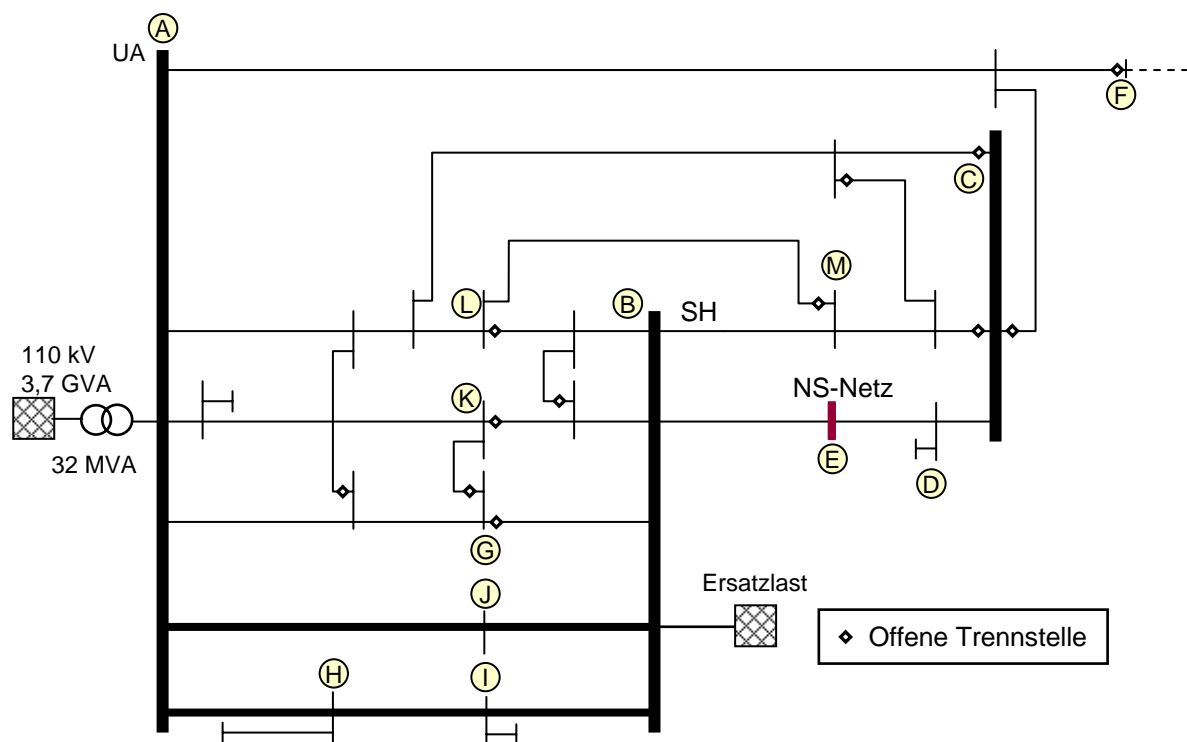 A
UA
F
C
M
L
B
SH
110 kV
3,7 GVA
NS-Netz
K
32 MVA
E
D
G
Ersatzlast
J
Offene Trennstelle
H
I